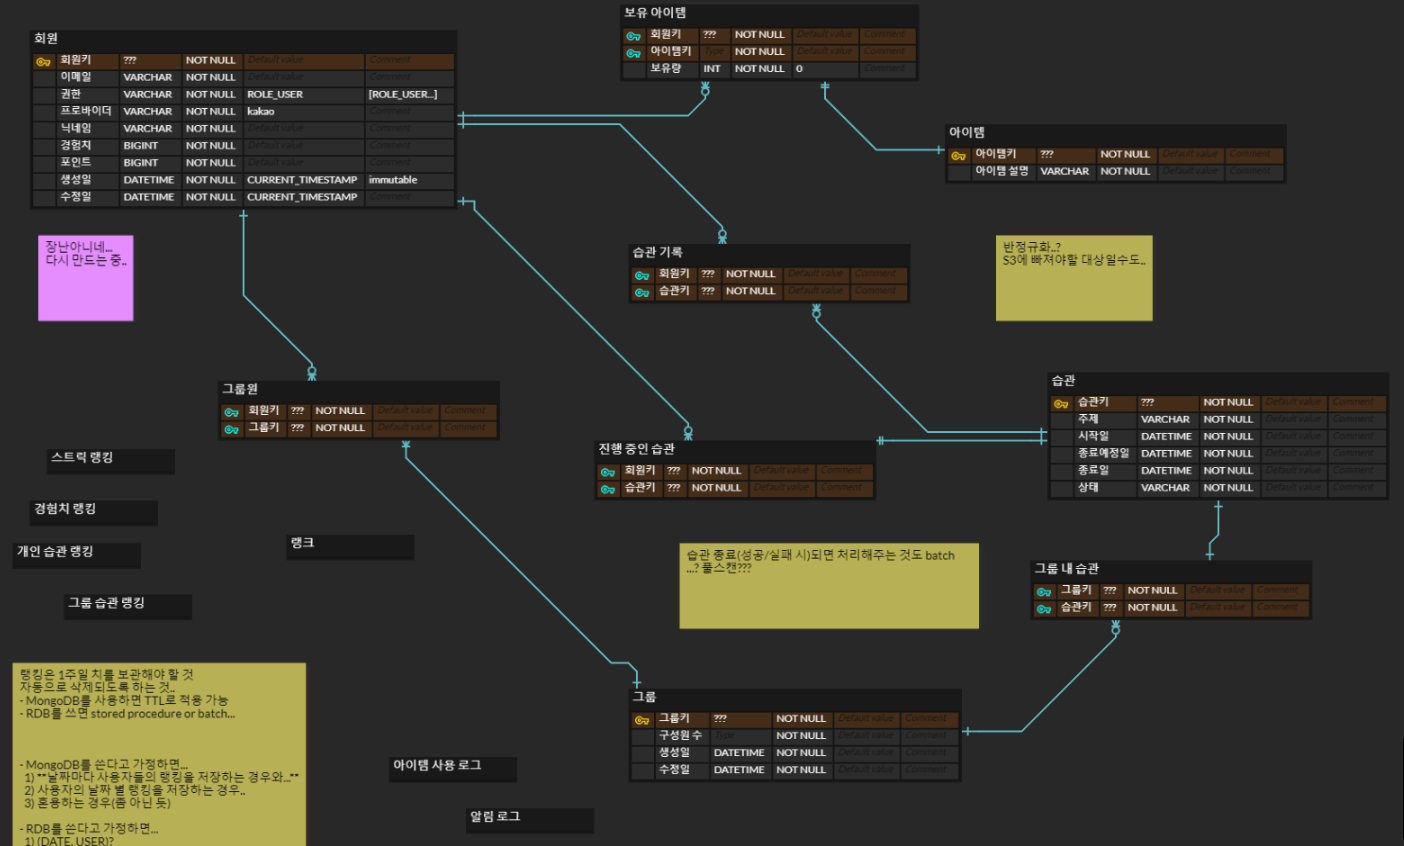 회원
회원키 ??? NOT NULL Default value Comment
이메일 VARCHAR NOT NULL Default value Comment
권한 VARCHAR NOT NULL ROLE_USER [ROLE_USER...]
프로바이더 VARCHAR NOT NULL kakao Comment
닉네임 VARCHAR NOT NULL Default value Comment
경험치 BIGINT NOT NULL Default value Comment
포인트 BIGINT NOT NULL Default value Comment
생성일 DATETIME NOT NULL CURRENT_TIMESTAMP immutable
수정일 DATETIME NOT NULL CURRENT_TIMESTAMP Comment
보유 아이템
회원키 ??? NOT NULL Default value Comment
아이템키 Type NOT NULL Default value Comment
보유량 INT NOT NULL 0 Comment
아이템
아이템키 ??? NOT NULL Default value Comment
아이템 설명 VARCHAR NOT NULL Default value Comment
장난아니네...
다시 만드는 중..
습관 기록
회원키 ??? NOT NULL Default value Comment
습관키 ??? NOT NULL Default value Comment
반정규화..?
S3에 빠져야할 대상일수도..
그룹원
회원키 ??? NOT NULL Default value Comment
그룹키 ??? NOT NULL Default value Comment
진행 중인 습관
회원키 ??? NOT NULL Default value Comment
습관키 ??? NOT NULL Default value Comment
습관
습관키 ??? NOT NULL Default value Comment
주제 VARCHAR NOT NULL Default value Comment
시작일 DATETIME NOT NULL Default value Comment
종료예정일 DATETIME NOT NULL Default value Comment
종료일 DATETIME NOT NULL Default value Comment
상태 VARCHAR NOT NULL Default value Comment
스트릭 랭킹
경험치 랭킹
개인 습관 랭킹
랭크
그룹 습관 랭킹
습관 종료(성공/실패 시)되면 처리해주는 것도 batch
...? 풀스캔???
그룹 내 습관
그룹키 ??? NOT NULL Default value Comment
습관키 ??? NOT NULL Default value Comment
랭킹은 1주일 치를 보관해야 할 것
자동으로 삭제되도록 하는 것..
- MongoDB를 사용하면 TTL로 적용 가능
- RDB를 쓰면 stored procedure or batch...
- MongoDB를 쓴다고 가정하면...
1) **날짜마다 사용자들의 랭킹을 저장하는 경우와...**
2) 사용자의 날짜 별 랭킹을 저장하는 경우..
3) 혼용하는 경우(좀 아닌 듯)
- RDB를 쓴다고 가정하면...
1) (DATE, USER)?
그룹
그룹키 ??? NOT NULL Default value Comment
구성원 수 Type NOT NULL Default value Comment
생성일 DATETIME NOT NULL Default value Comment
수정일 DATETIME NOT NULL Default value Comment
아이템 사용 로그
알림 로그